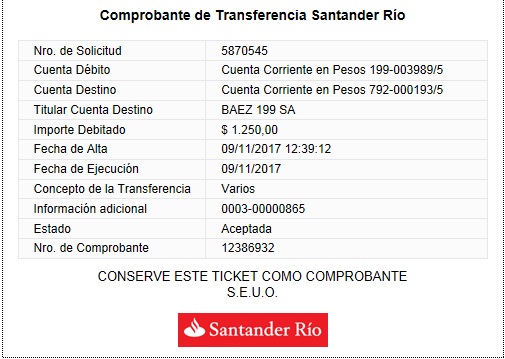 Comprobante de Transferencia Santander Río
Nro. de Solicitud 5870545
Cuenta Débito Cuenta Corriente en Pesos 199-003989/5
Cuenta Destino Cuenta Corriente en Pesos 792-000193/5
Titular Cuenta Destino BAEZ 199 SA
Importe Debitado $ 1.250,00
Fecha de Alta 09/11/2017 12:39:12
Fecha de Ejecución 09/11/2017
Concepto de la Transferencia Varios
Información adicional 0003-00000865
Estado Aceptada
Nro. de Comprobante 12386932
CONSERVE ESTE TICKET COMO COMPROBANTE
S.E.U.O.
Santander Río